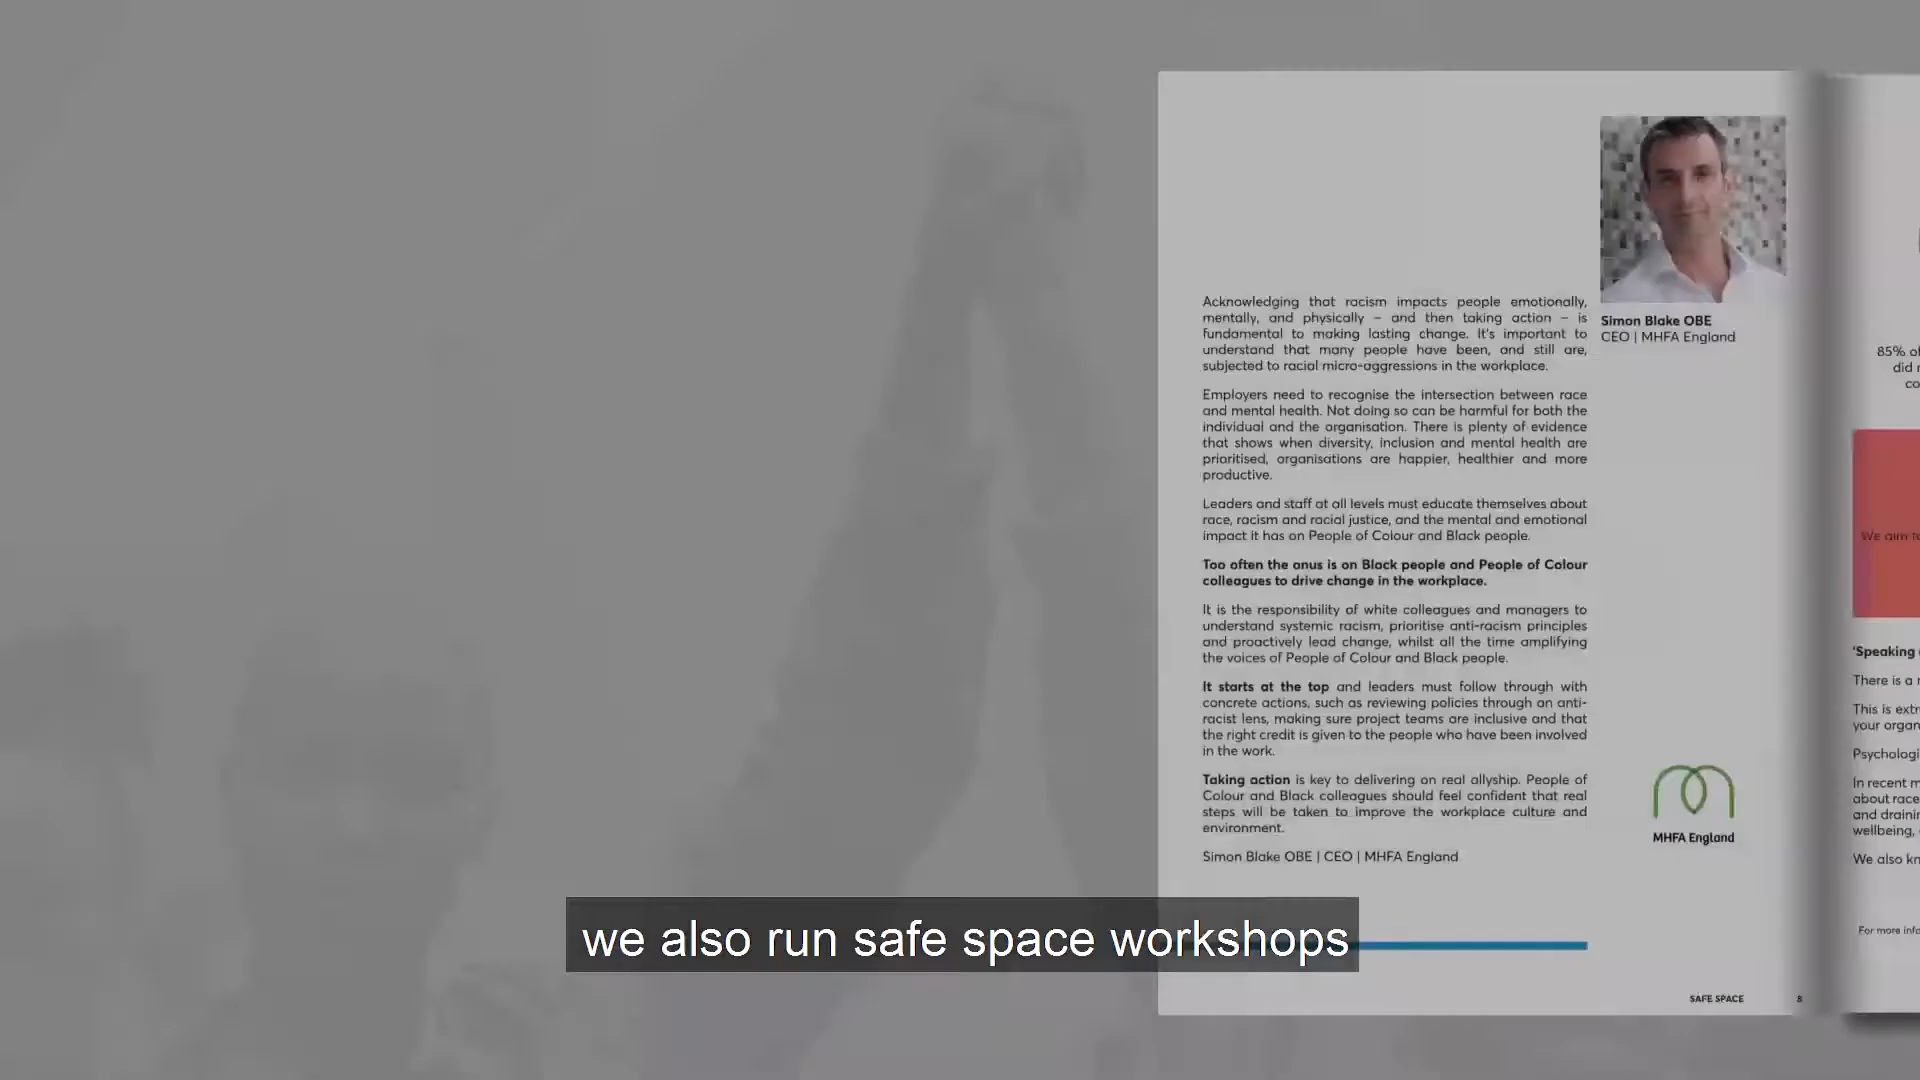 Acknowledging that racism impacts people emotionally,
mentally, and physically – and then taking action – is
fundamental to making lasting change. It's important to
understand that many people have been, and still are,
subjected to racial micro-aggressions in the workplace.
Employers need to recognise the intersection between race
and mental health. Not doing so can be harmful for both the
individual and the organisation. There is plenty of evidence
that shows when diversity, inclusion and mental health are
prioritised, organisations are happier, healthier and more
productive.
Leaders and staff at all levels must educate themselves about
race, racism and racial justice, and the mental and emotional
impact it has on People of Colour and Black people.
Too often the onus is on Black people and People of Colour
colleagues to drive change in the workplace.
It is the responsibility of white colleagues and managers to
understand systemic racism, prioritise anti-racism principles
and proactively lead change, whilst all the time amplifying
the voices of People of Colour and Black people.
It starts at the top and leaders must follow through with
concrete actions, such as reviewing policies through an anti-
racist lens, making sure project teams are inclusive and that
the right credit is given to the people who have been involved
in the work.
Taking action is key to delivering on real allyship. People of
Colour and Black colleagues should feel confident that real
steps will be taken to improve the workplace culture and
environment.
Simon Blake OBE | CEO | MHFA England
Simon Blake OBE
CEO | MHFA England
MHFA England
SAFE SPACE 8
85% of
did
co
We aim
'Speaking
There is a
This is
your
In recent
about race
and
wellbeing,
We also
For more
we also run safe space workshops